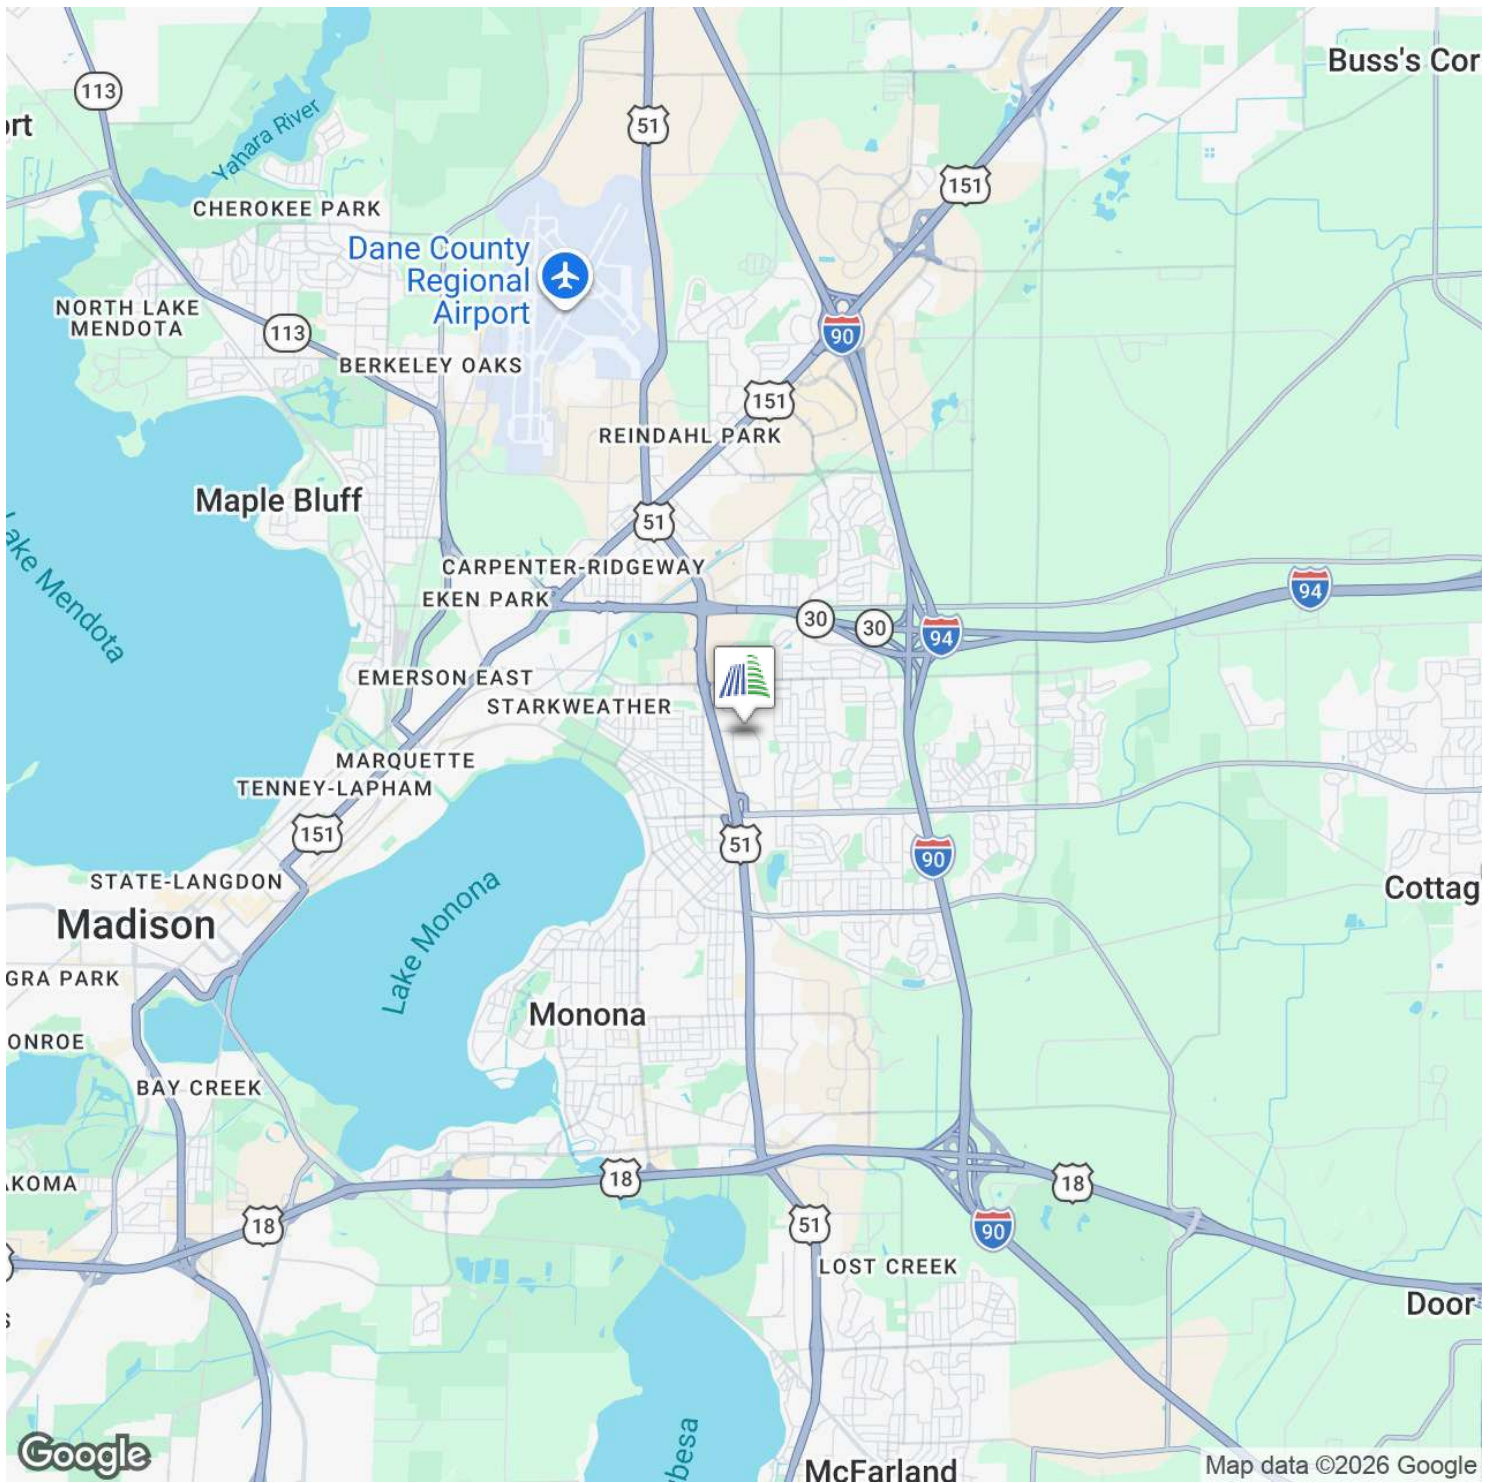 Buss's Cor
113
51
ort
Yahara River
151
CHEROKEE PARK
Dane County
Regional
Airport
NORTH LAKE
MENDOTA
113
90
BERKELEY OAKS
151
REINDAHL PARK
Maple Bluff
51
Lake Mendota
CARPENTER-RIDGEWAY
EKEN PARK
94
30
30
94
EMERSON EAST
STARKWEATHER
MARQUETTE
TENNEY-LAPHAM
151
51
90
STATE-LANGDON
Cottag
Madison
Lake Monona
GRA PARK
Monona
ONROE
BAY CREEK
AKOMA
18
18
18
51
90
LOST CREEK
Door
s
besa
Google
McFarland
Map data ©2026 Google